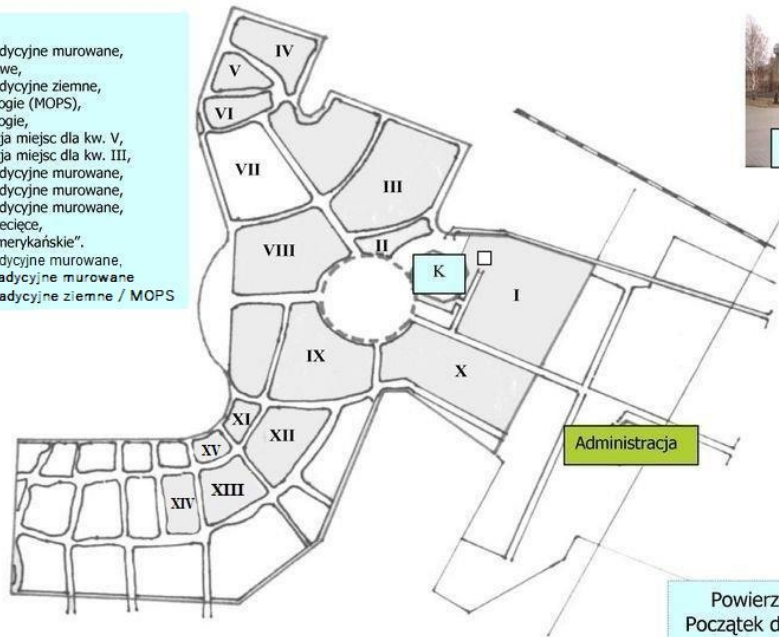 dycyjne murowane,
we,
dycyjne ziemne,
ogie (MOPS),
ogie,
ja miejsc dla kw. V,
ja miejsc dla kw. III,
dycyjne murowane,
dycyjne murowane,
dycyjne murowane,
ecięce,
merykańskie”.
dycyjne murowane,
adycyjne murowane
adycyjne ziemne / MOPS
IV
V
VI
VII
III
VIII
II
K
I
IX
X
XI
XII
XV
XIII
XIV
Administracja
Powierz
Początek d